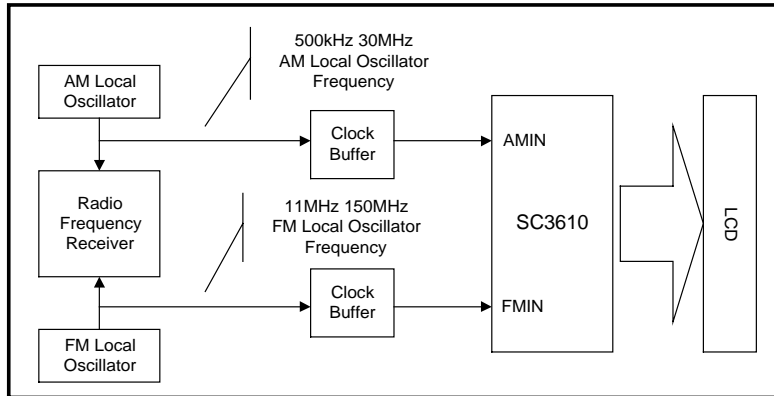 500kHz 30MHz
AM Local Oscillator
Frequency
AM Local
Oscillator
Clock
Buffer
AMIN
Radio
Frequency
Receiver
11MHz 150MHz
FM Local Oscillator
Frequency
SC3610
LCD
Clock
Buffer
FMIN
FM Local
Oscillator